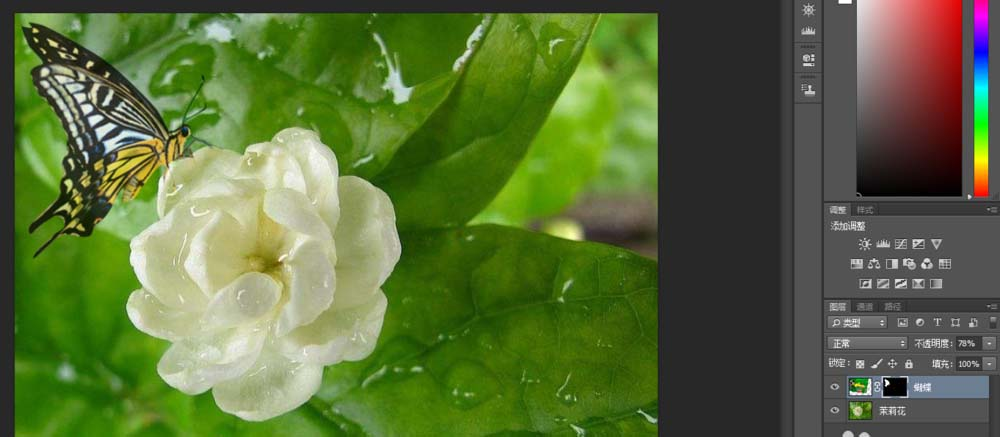 调整 样式
添加调整
图层 通道 路径
类型
正常 不透明度: 78%
锁定: 填充: 100%
蝴蝶
茉莉花